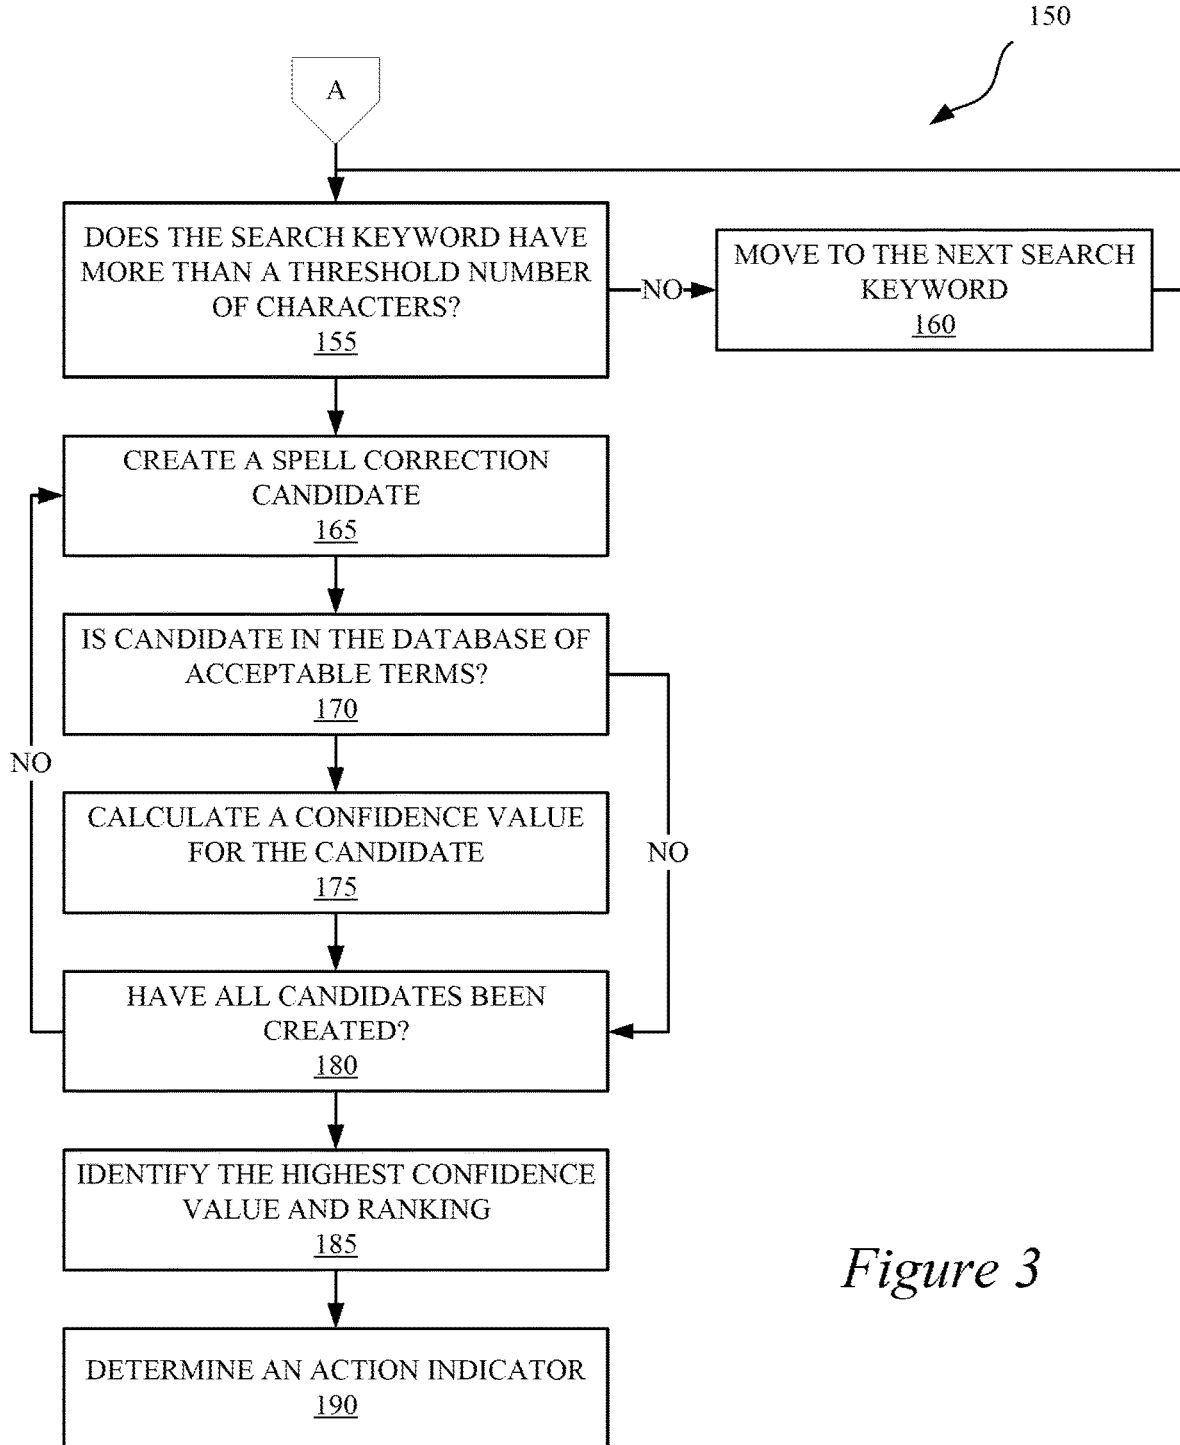 150
A
DOES THE SEARCH KEYWORD HAVE
MORE THAN A THRESHOLD NUMBER
OF CHARACTERS?
155
NO
MOVE TO THE NEXT SEARCH
KEYWORD
160
CREATE A SPELL CORRECTION
CANDIDATE
165
IS CANDIDATE IN THE DATABASE OF
ACCEPTABLE TERMS?
170
NO
CALCULATE A CONFIDENCE VALUE
FOR THE CANDIDATE
175
NO
HAVE ALL CANDIDATES BEEN
CREATED?
180
IDENTIFY THE HIGHEST CONFIDENCE
VALUE AND RANKING
185
Figure 3
DETERMINE AN ACTION INDICATOR
190